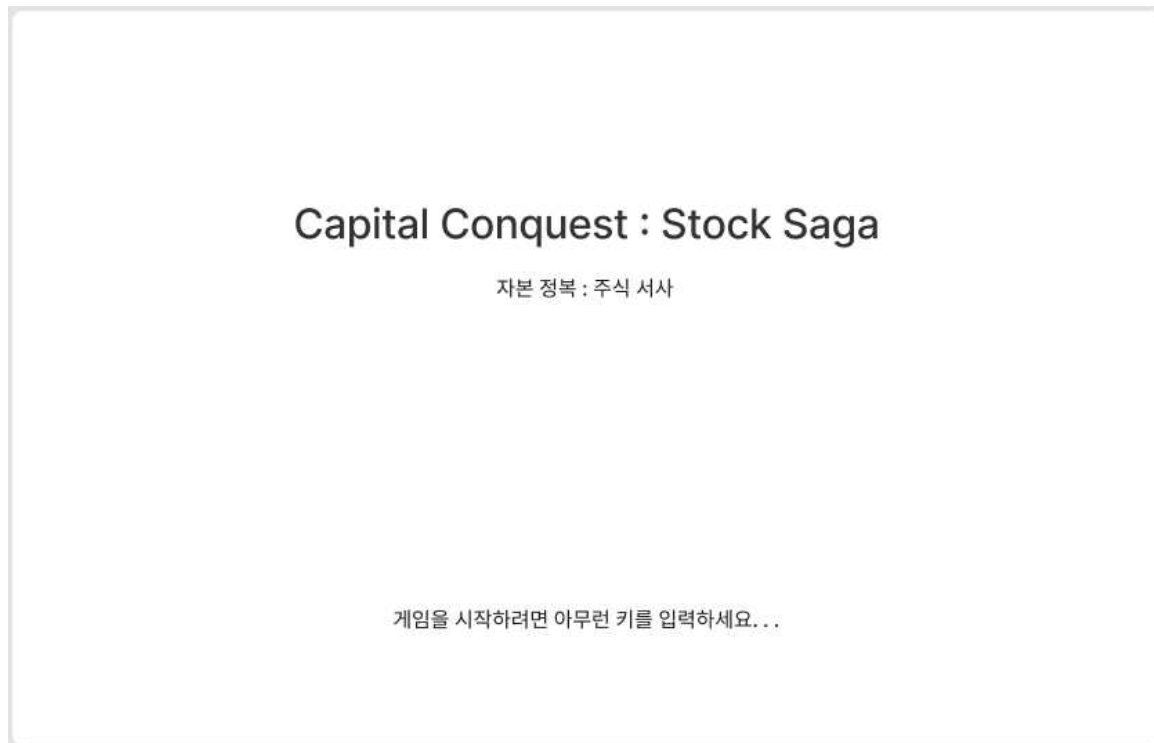 Capital Conquest : Stock Saga
자본 정복 : 주식 서사
게임을 시작하려면 아무런 키를 입력하세요. . .